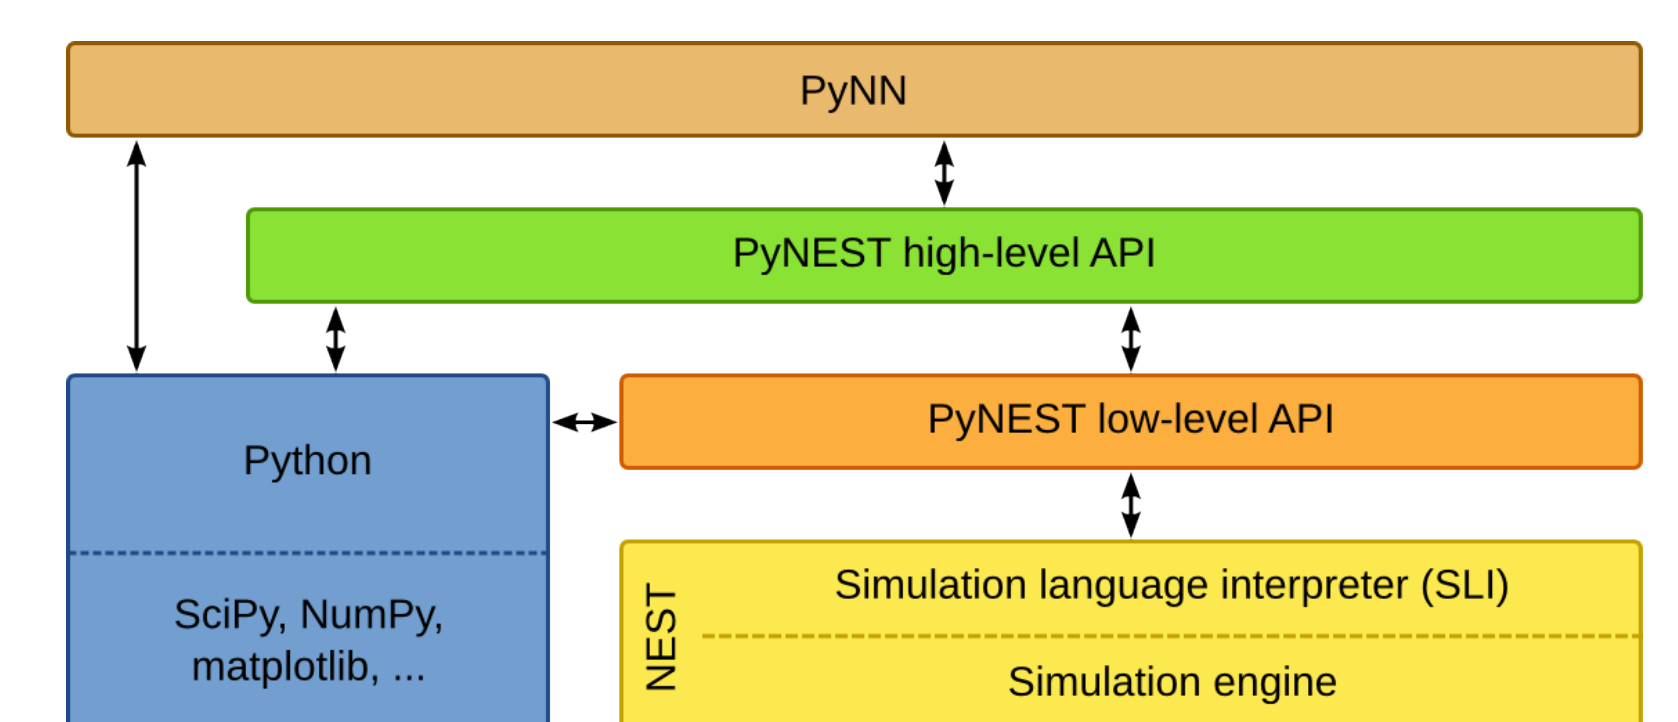 PyNN
PyNEST high-level API
PyNEST low-level API
Python
SciPy, NumPy,
matplotlib, ...
NEST
Simulation language interpreter (SLI)
Simulation engine